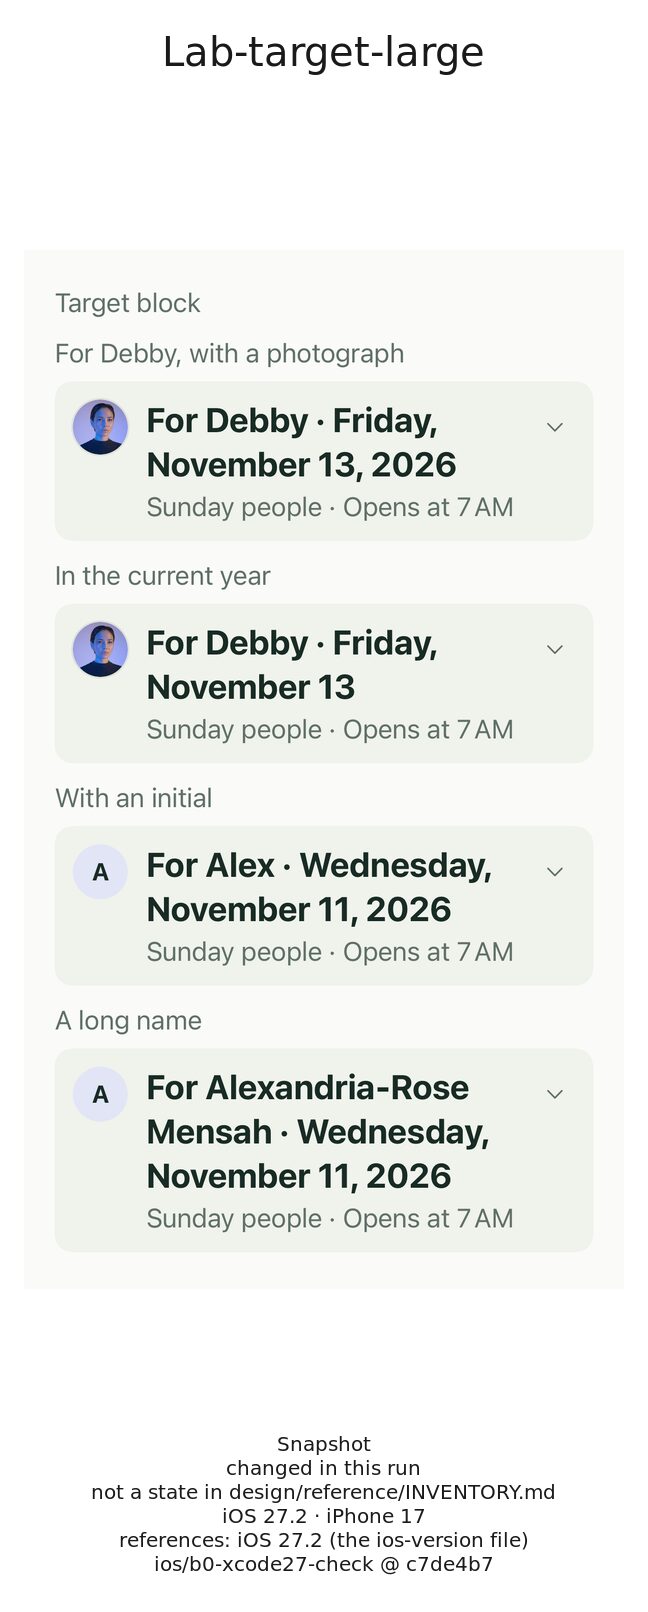 Lab-target-large
Target block
For Debby, with a photograph
For Debby · Friday,
November 13, 2026
Sunday people · Opens at 7 AM
In the current year
For Debby · Friday,
November 13
Sunday people · Opens at 7 AM
With an initial
A
For Alex · Wednesday,
November 11, 2026
Sunday people · Opens at 7 AM
A long name
A
For Alexandria-Rose
Mensah · Wednesday,
November 11, 2026
Sunday people · Opens at 7 AM
Snapshot
changed in this run
not a state in design/reference/INVENTORY.md
iOS 27.2 · iPhone 17
references: iOS 27.2 (the ios-version file)
ios/b0-xcode27-check @ c7de4b7